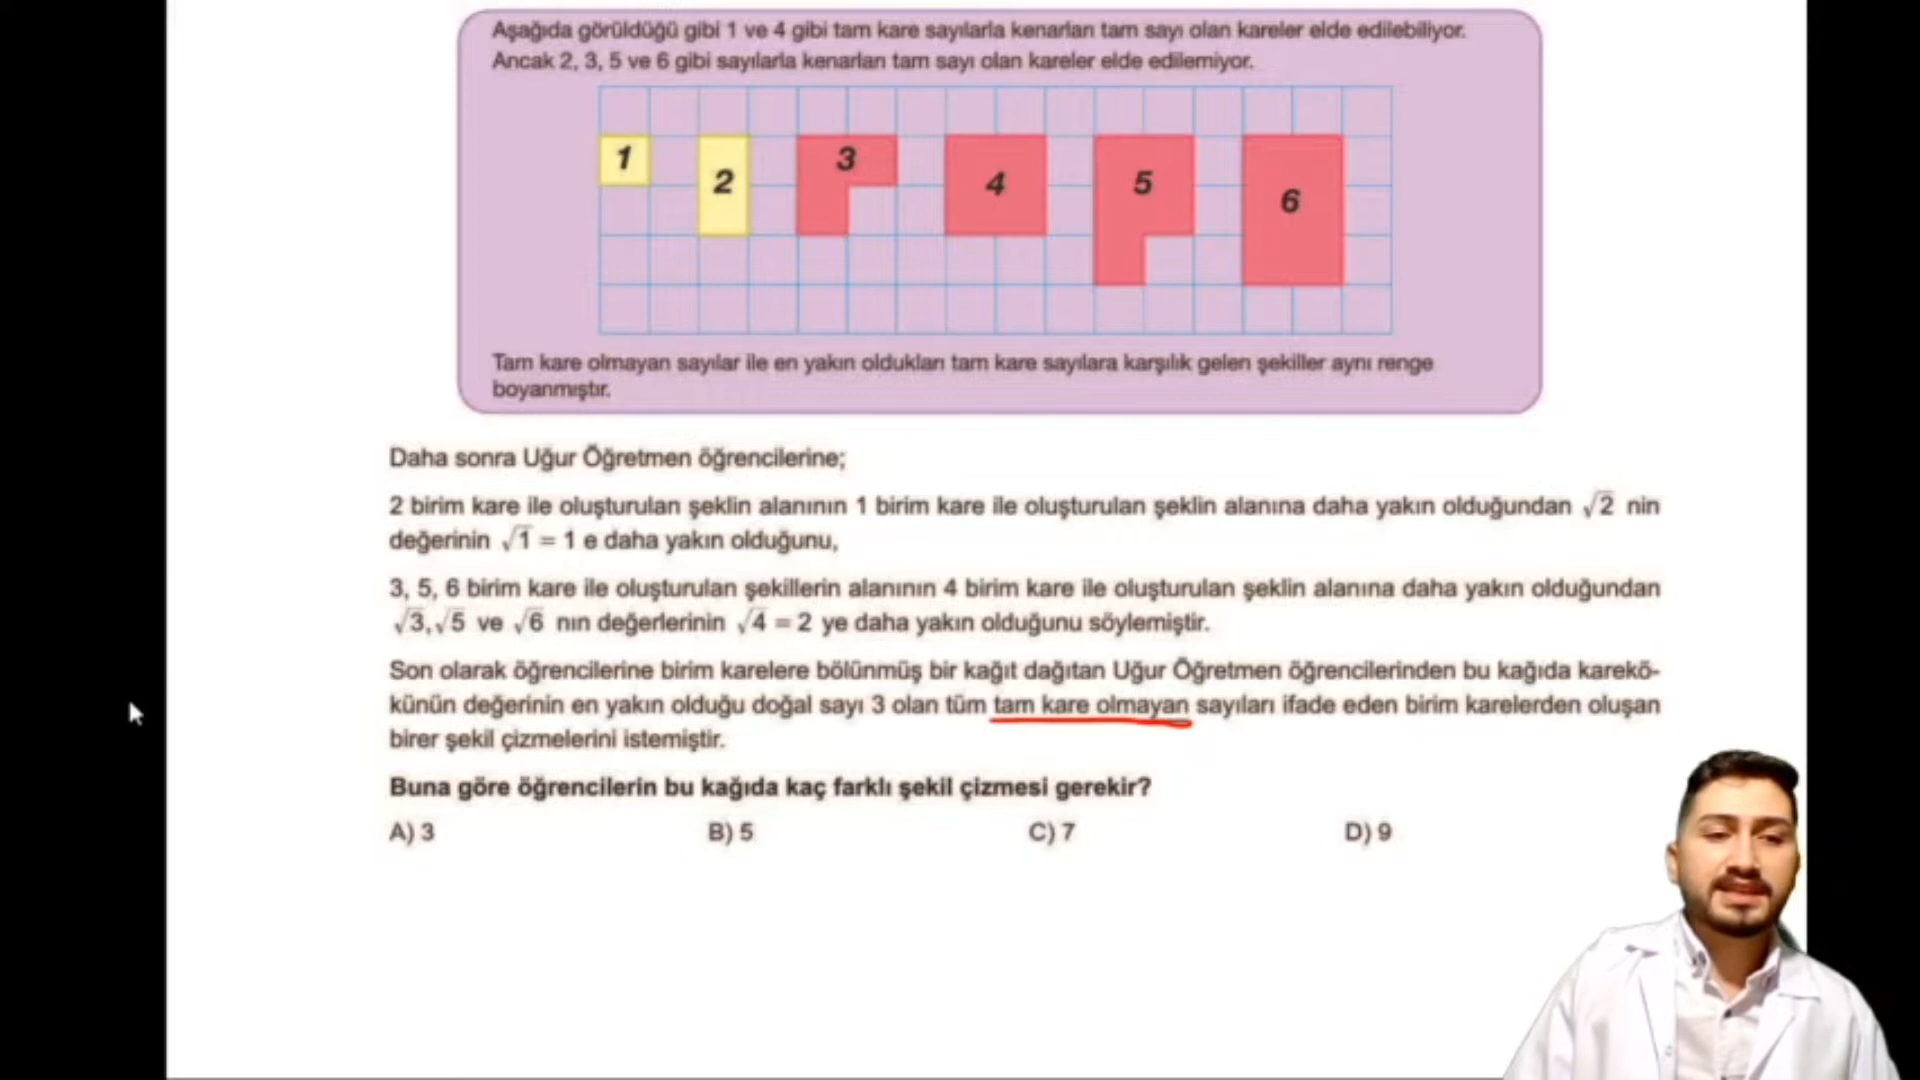 Aşağıda görüldüğü gibi 1 ve 4 gibi tam kare sayılarla kenarları tam sayı olan kareler elde edilebiliyor.
Ancak 2, 3, 5 ve 6 gibi sayılarla kenarları tam sayı olan kareler elde edilemiyor.
1 2 3 4 5 6
Tam kare olmayan sayılar ile en yakın oldukları tam kare sayılara karşılık gelen şekiller aynı renge
boyanmıştır.
Daha sonra Uğur Öğretmen öğrencilerine;
2 birim kare ile oluşturulan şeklin alanının 1 birim kare ile oluşturulan şeklin alanına daha yakın olduğundan √2 nin
değerinin √1 = 1 e daha yakın olduğunu,
3, 5, 6 birim kare ile oluşturulan şekillerin alanının 4 birim kare ile oluşturulan şeklin alanına daha yakın olduğundan
√3, √5 ve √6 nın değerlerinin √4 = 2 ye daha yakın olduğunu söylemiştir.
Son olarak öğrencilerine birim karelere bölünmüş bir kağıt dağıtan Uğur Öğretmen öğrencilerinden bu kağıda karekö-
künün değerinin en yakın olduğu doğal sayı 3 olan tüm tam kare olmayan sayıları ifade eden birim karelerden oluşan
birer şekil çizmelerini istemiştir.
Buna göre öğrencilerin bu kağıda kaç farklı şekil çizmesi gerekir?
A) 3 B) 5 C) 7 D) 9